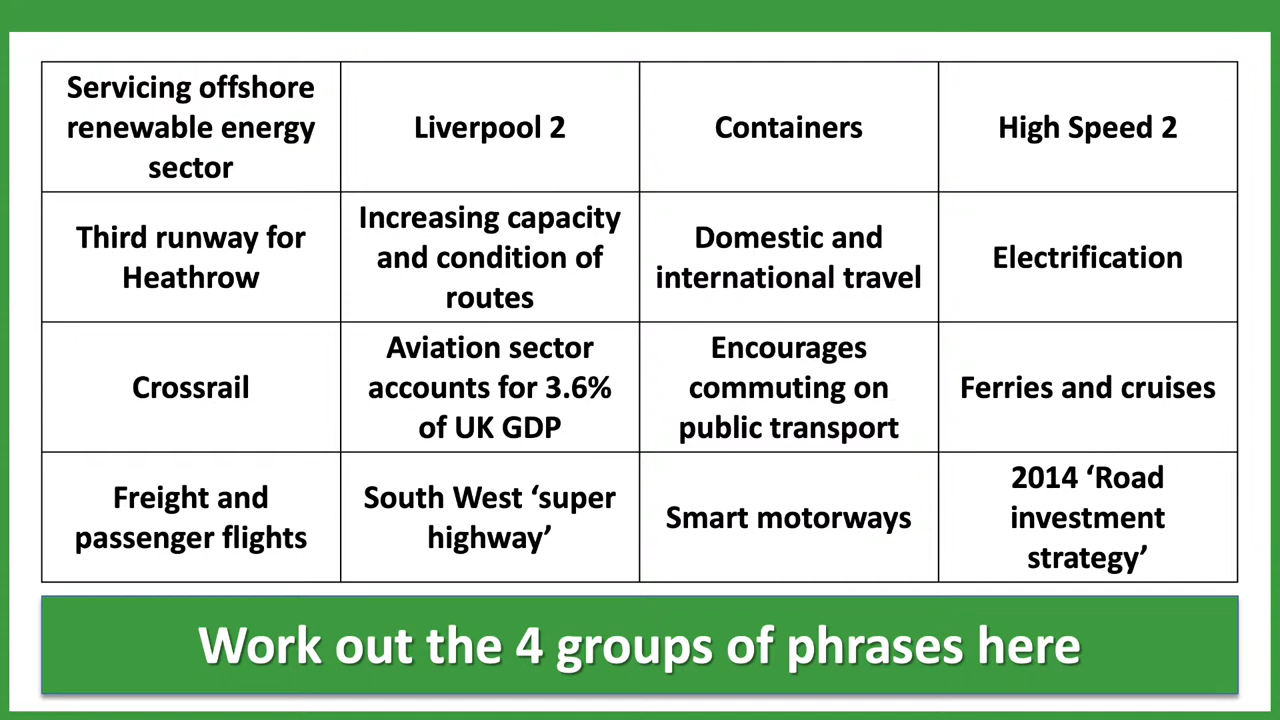 Servicing offshore
renewable energy
sector
Liverpool 2
Containers
High Speed 2
Third runway for
Heathrow
Increasing capacity
and condition of
routes
Domestic and
international travel
Electrification
Crossrail
Aviation sector
accounts for 3.6%
of UK GDP
Encourages
commuting on
public transport
Ferries and cruises
Freight and
passenger flights
South West ‘super
highway’
Smart motorways
2014 ‘Road
investment
strategy’
Work out the 4 groups of phrases here